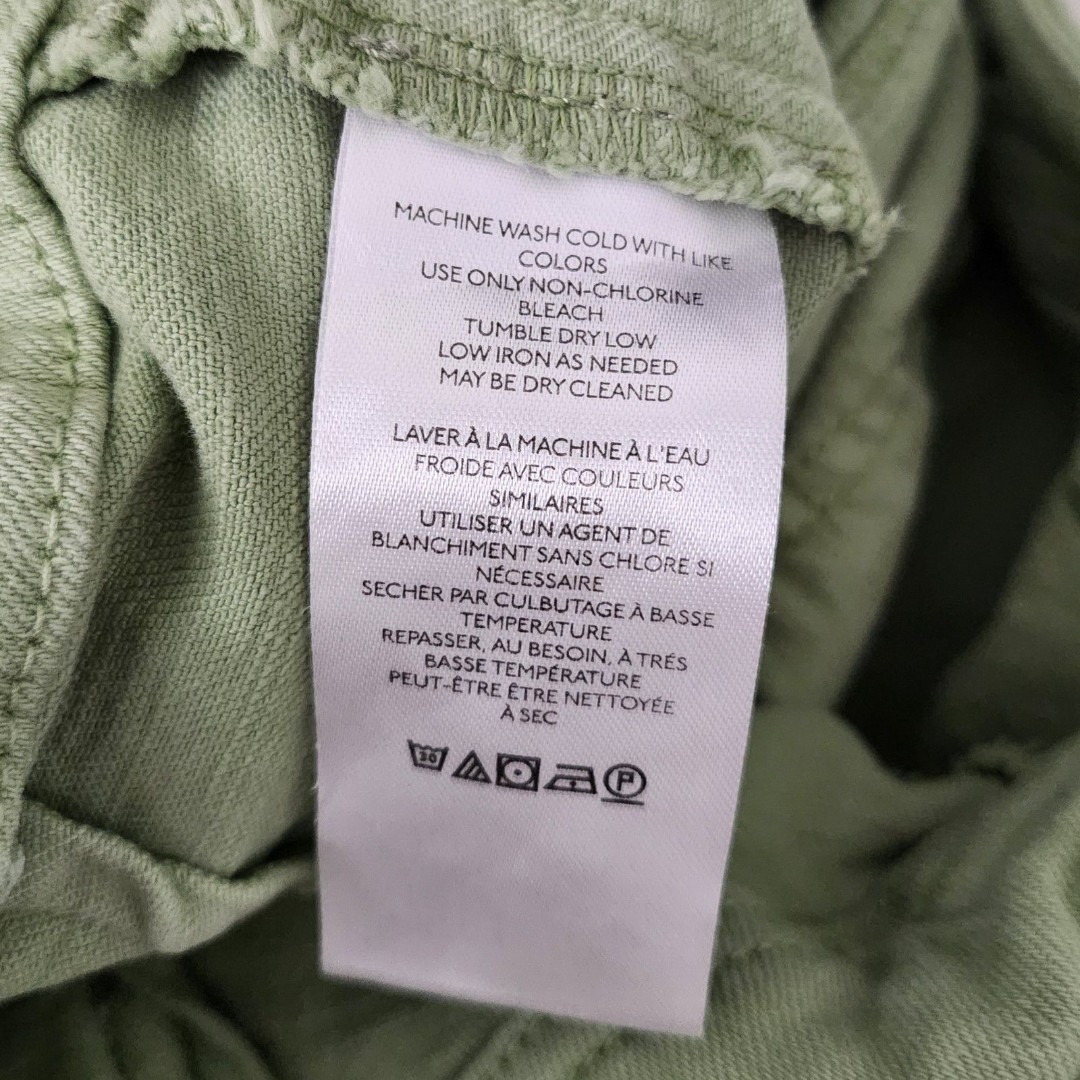 MACHINE WASH COLD WITH LIKE
COLORS
USE ONLY NON-CHLORINE
BLEACH
TUMBLE DRY LOW
LOW IRON AS NEEDED
MAY BE DRY CLEANED
LAVER À LA MACHINE À L'EAU
FROIDE AVEC COULEURS
SIMILAIRES
UTILISER UN AGENT DE
BLANCHIMENT SANS CHLORE SI
NÉCESSAIRE
SECHER PAR CULBUTAGE À BASSE
TEMPERATURE
REPASSER, AU BESOIN, À TRÉS
BASSE TEMPÉRATURE
PEUT-ÊTRE ÊTRE NETTOYÉE
À SEC
30 P